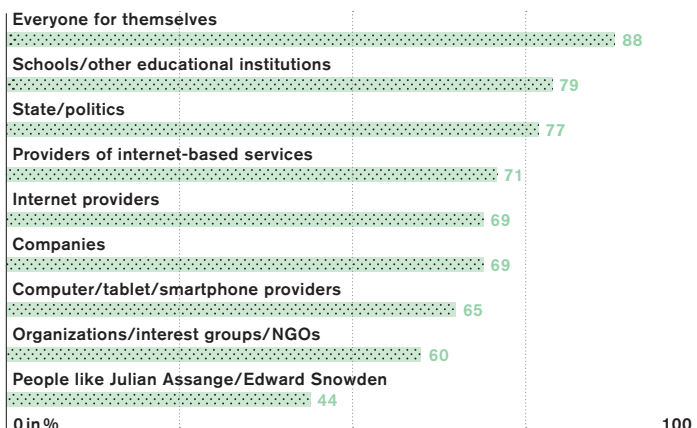 Everyone for themselves
88
Schools/other educational institutions
79
State/politics
77
Providers of internet-based services
71
Internet providers
69
Companies
69
Computer/tablet/smartphone providers
65
Organizations/interest groups/NGOs
60
People like Julian Assange/Edward Snowden
44
0 in % 100